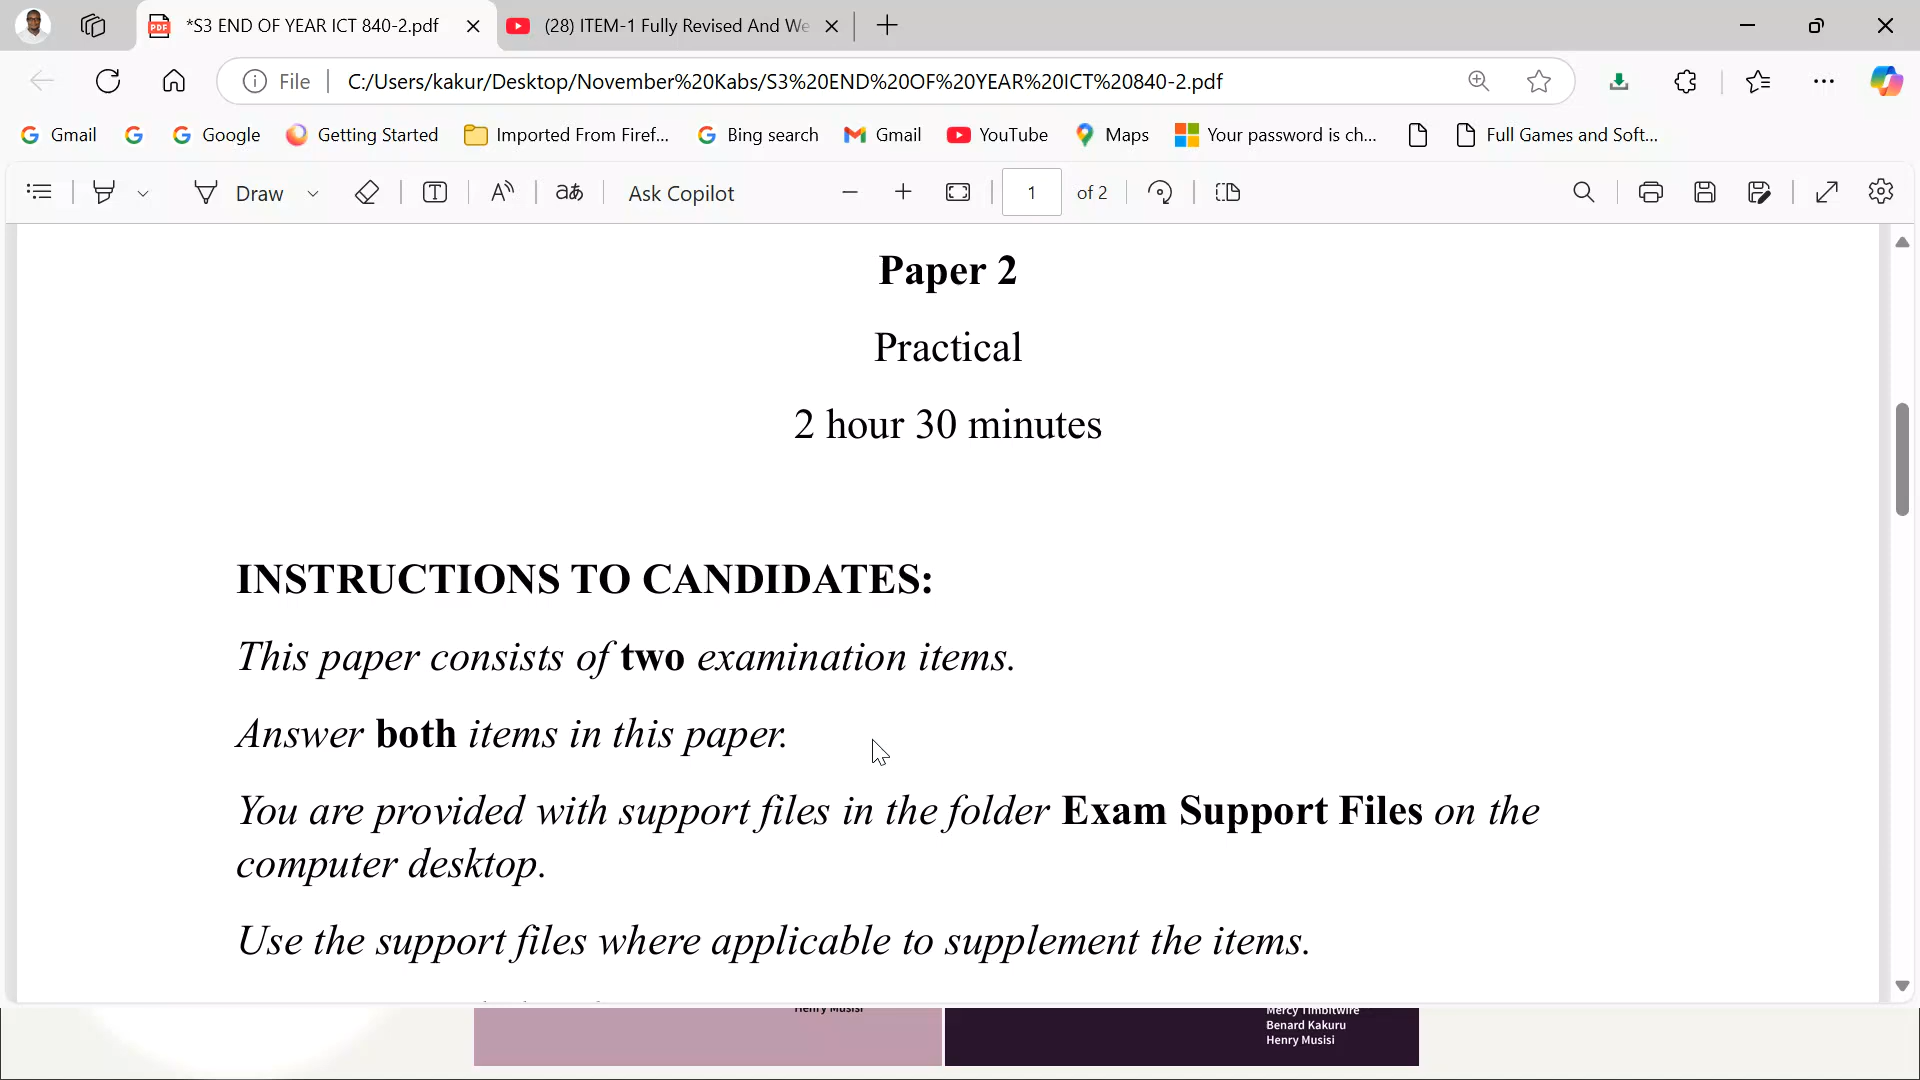 *S3 END OF YEAR ICT 840-2.pdf
(28) ITEM-1 Fully Revised And We
File
C:/Users/kakur/Desktop/November%20Kabs/S3%20END%20OF%20YEAR%20ICT%20840-2.pdf
Gmail
Google
Getting Started
Imported From Firef...
Bing search
Gmail
YouTube
Maps
Your password is ch...
Full Games and Soft...
Draw
Ask Copilot
1
of 2
Paper 2
Practical
2 hour 30 minutes
INSTRUCTIONS TO CANDIDATES:
This paper consists of two examination items.
Answer both items in this paper.
You are provided with support files in the folder Exam Support Files on the
computer desktop.
Use the support files where applicable to supplement the items.
Henry Musisi
Mercy Timbitwire
Benard Kakuru
Henry Musisi